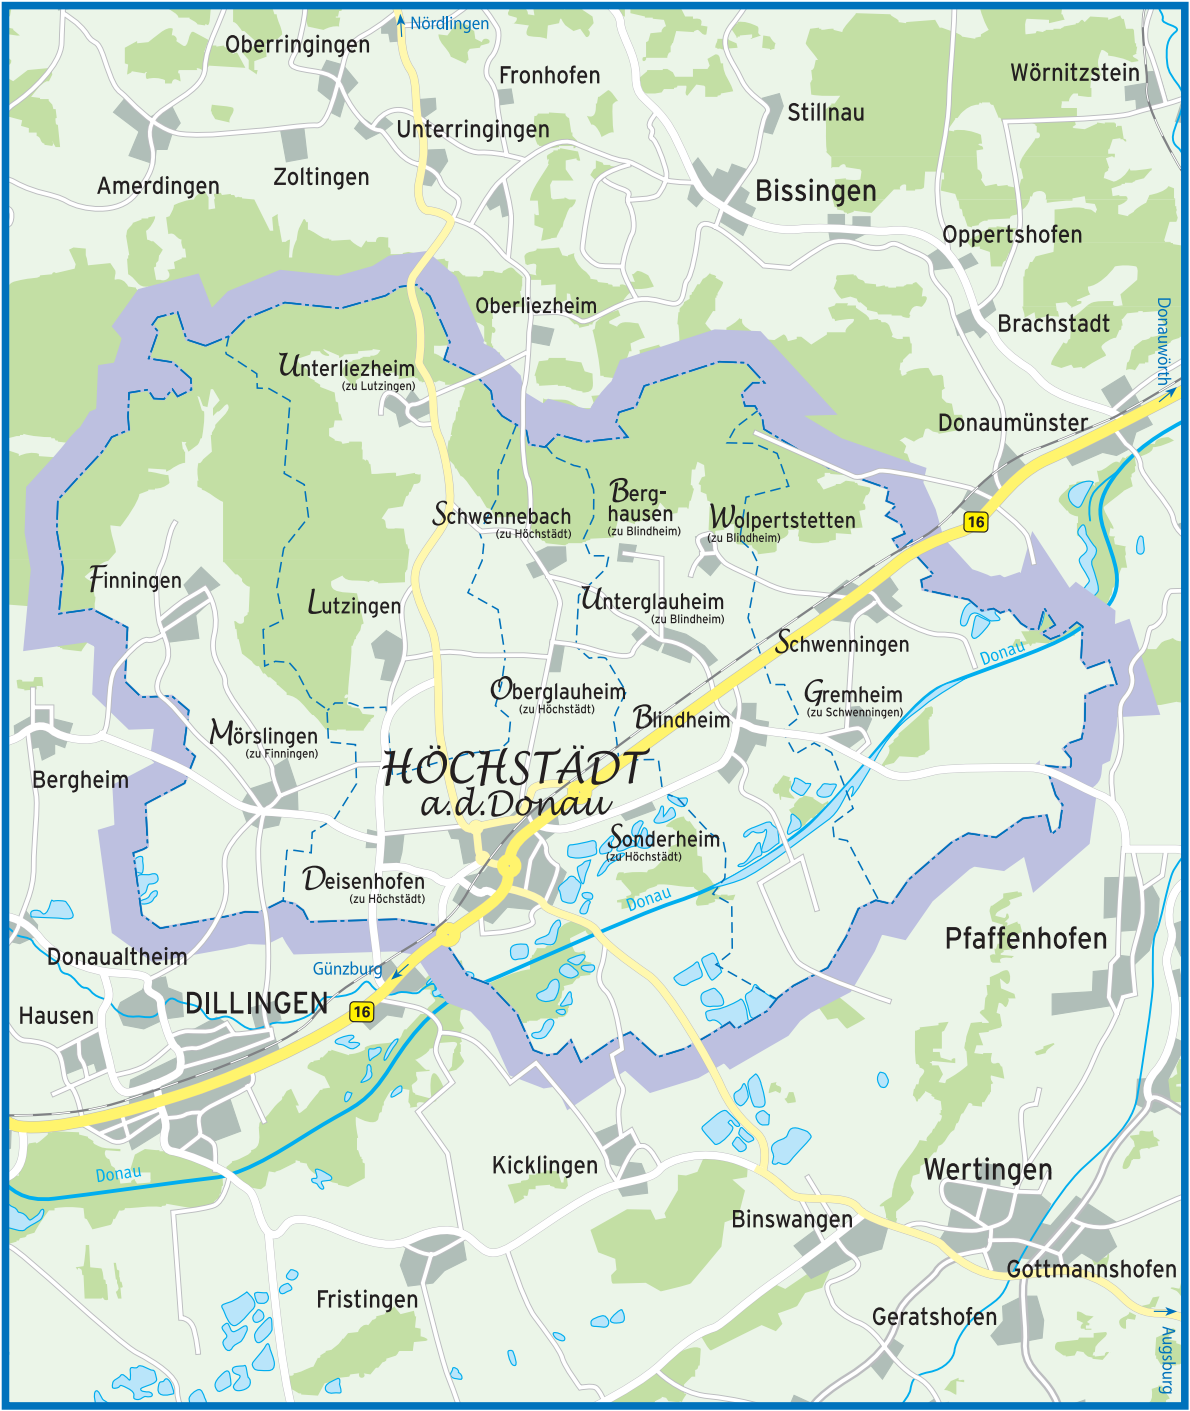 Nördlingen
Oberringingen
Fronhofen
Wörnitzstein
Stillnau
Unterringingen
Zoltingen
Amerdingen
Bissingen
Oppertshofen
Oberliezheim
Brachstadt
Donauwörth
Unterliezheim
(zu Lutzingen)
Donaumünster
Berg-
hausen
(zu Blindheim)
Schwennebach
(zu Höchstädt)
Wolpertstetten
(zu Blindheim)
16
Finningen
Lutzingen
Unterglauheim
(zu Blindheim)
Schwenningen
Donau
Oberglauheim
(zu Höchstädt)
Gremheim
(zu Schwenningen)
Blindheim
Mörslingen
(zu Finningen)
Bergheim
HÖCHSTÄDT
a.d.Donau
Sonderheim
(zu Höchstädt)
Deisenhofen
(zu Höchstädt)
Donau
Pfaffenhofen
Donaualtheim
Günzburg
DILLINGEN
Hausen
16
Donau
Kicklingen
Wertingen
Binswangen
Gottmannshofen
Fristingen
Geratshofen
Augsburg